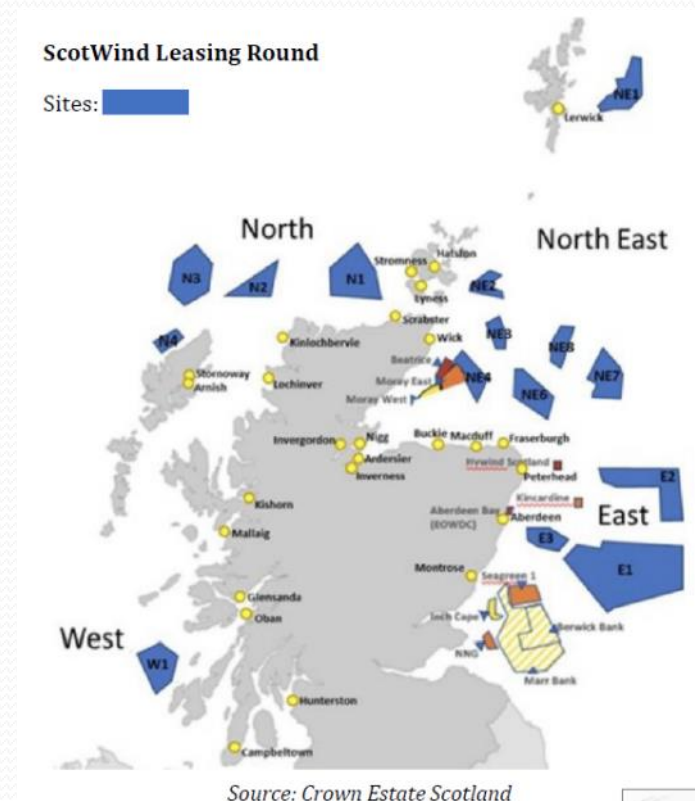 ScotWind Leasing Round
Sites:
NE1
Lerwick
North
North East
N3
N2
N1
Stromness
Hatston
Lyness
NE2
Scrabster
N4
Kinlochbervie
Wick
NE3
NE8
Beatrice
Stornoway
Arnish
Lochinver
Moray East
NE4
NE7
Moray West
NE6
Invergordon
Nigg
Buckie
Macduff
Fraserburgh
Ardersier
Inverness
Hywind Scotland
Peterhead
E2
Kishorn
Kincardine
Aberdeen Bay
(EOWDC)
Aberdeen
East
Mallaig
E3
E1
Montrose
Seagreen 1
Glensanda
Oban
Inch Cape
Berwick Bank
West
NNG
W1
Marr Bank
Hunterston
Campbeltown
Source: Crown Estate Scotland